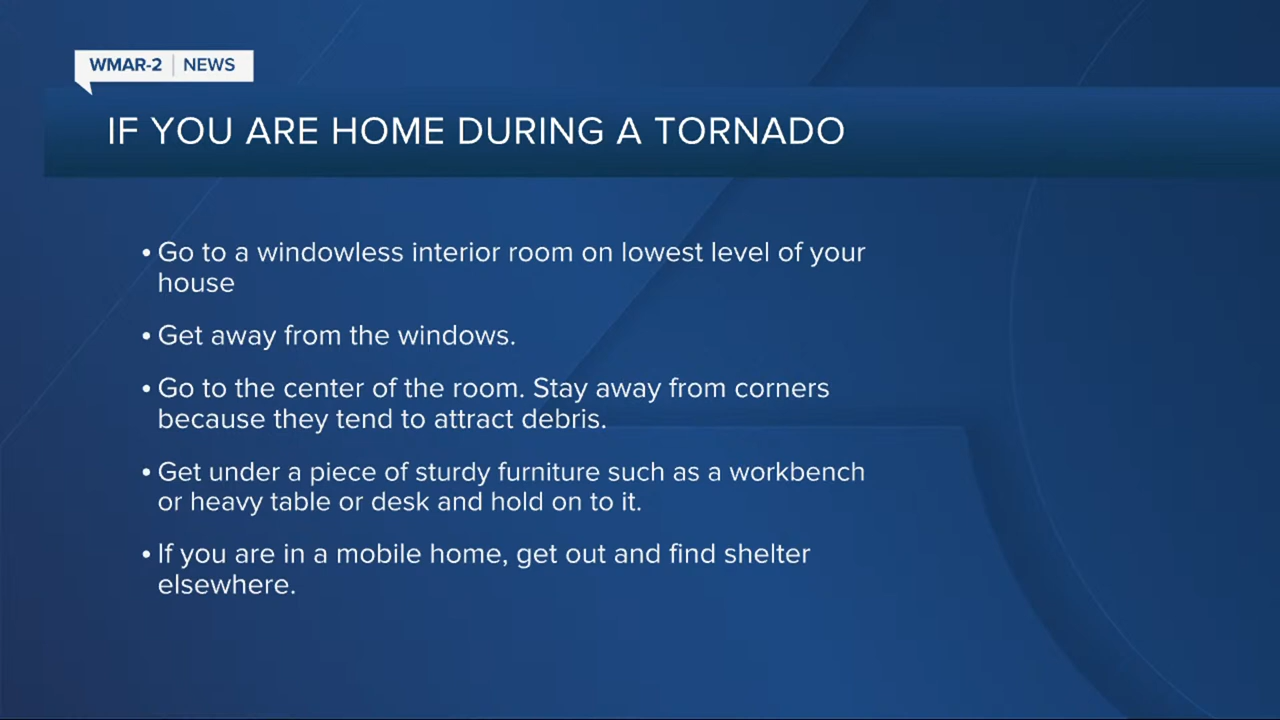 WMAR-2 | NEWS
IF YOU ARE HOME DURING A TORNADO
• Go to a windowless interior room on lowest level of your
house
• Get away from the windows.
• Go to the center of the room. Stay away from corners
because they tend to attract debris.
• Get under a piece of sturdy furniture such as a workbench
or heavy table or desk and hold on to it.
• If you are in a mobile home, get out and find shelter
elsewhere.